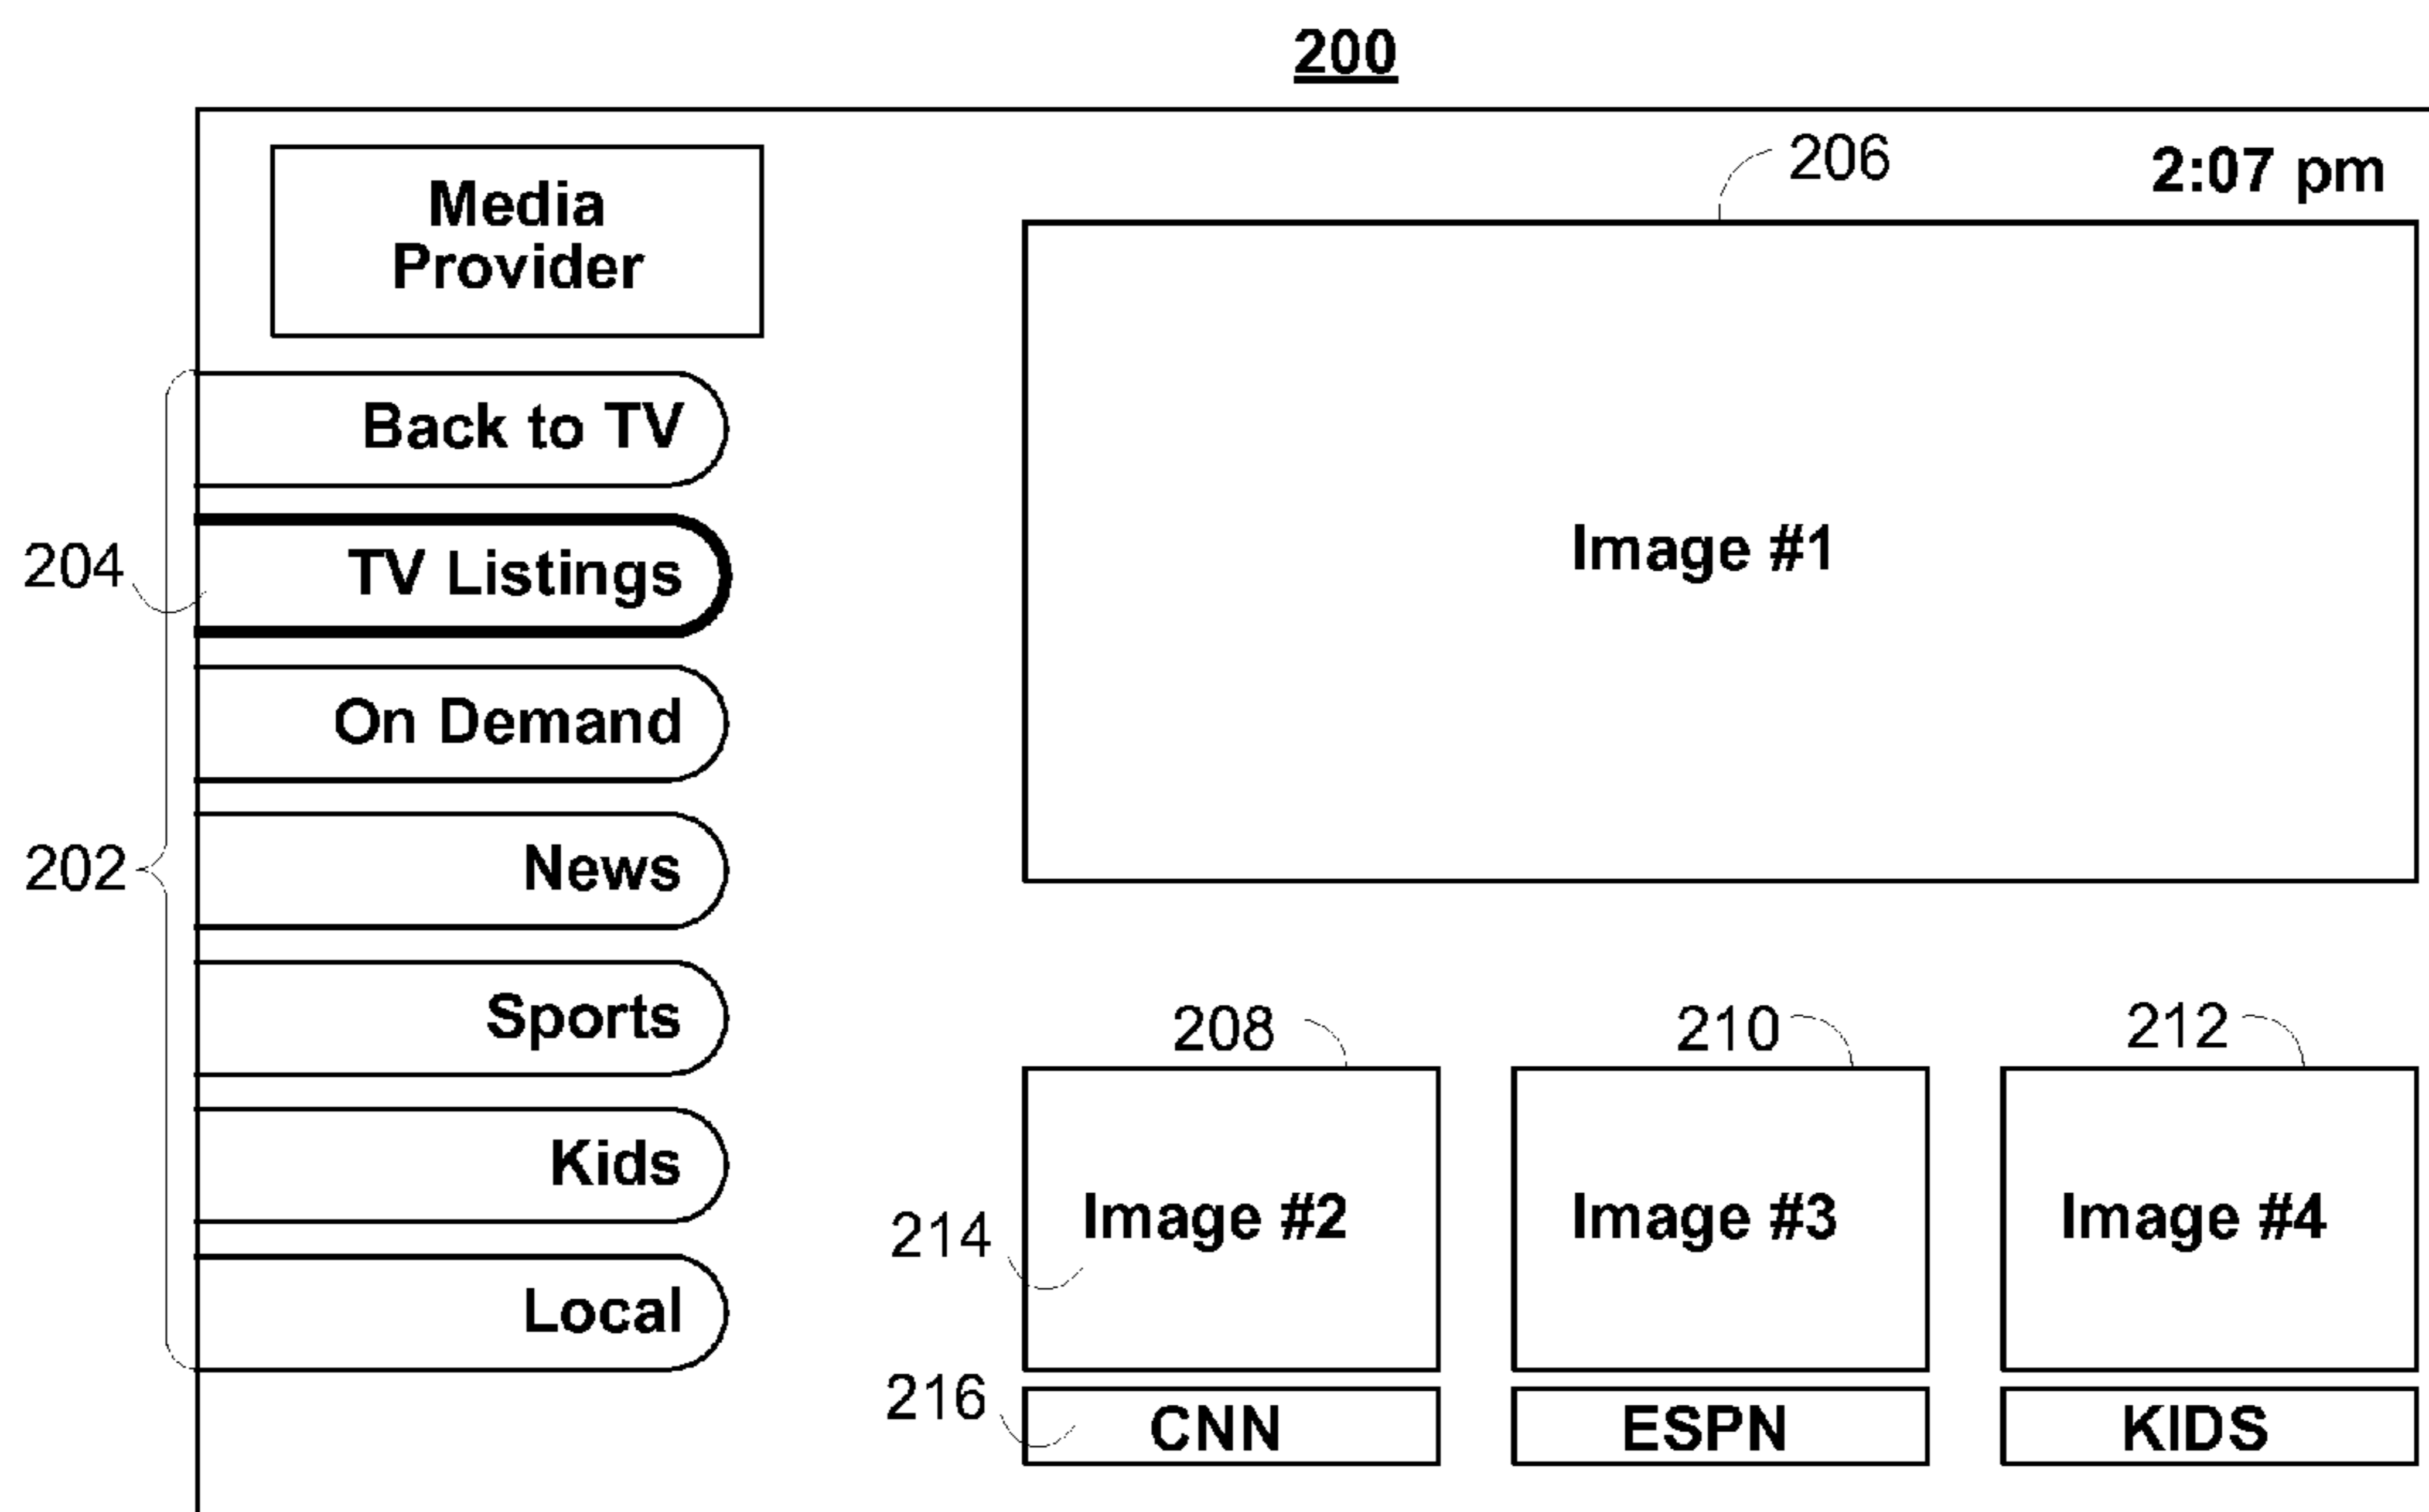 200
206
2:07 pm
Media
Provider
Back to TV
204
TV Listings
Image #1
On Demand
202
News
Sports
208
210
212
Kids
214
Image #2
Image #3
Image #4
Local
216
CNN
ESPN
KIDS